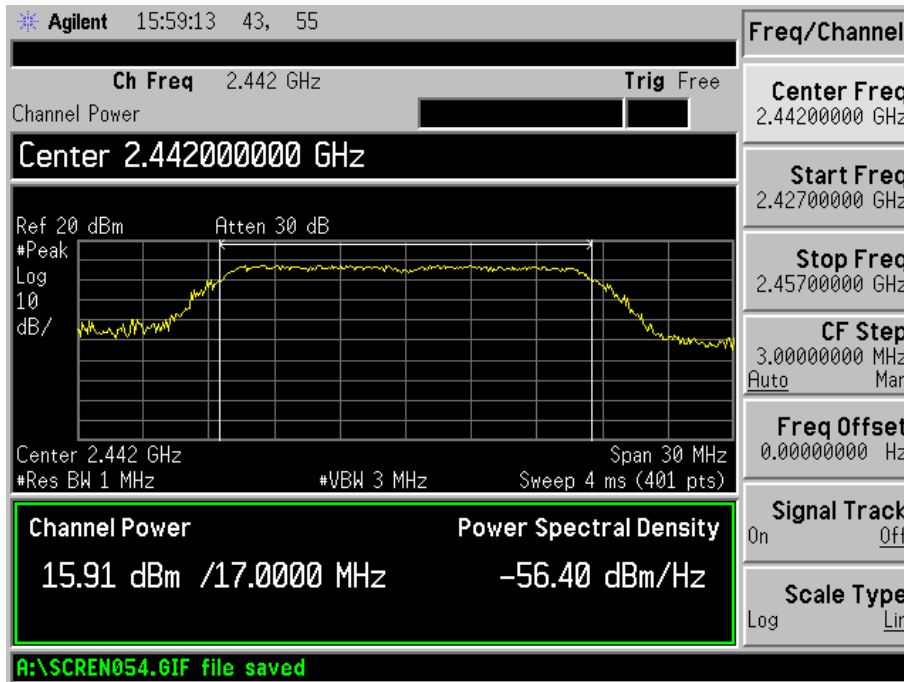 Agilent 15:59:13 43, 55
Ch Freq 2.442 GHz Trig Free
Channel Power
Center 2.442000000 GHz
Ref 20 dBm Atten 30 dB
#Peak
Log
10
dB/
Center 2.442 GHz Span 30 MHz
#Res BW 1 MHz #VBW 3 MHz Sweep 4 ms (401 pts)
Channel Power Power Spectral Density
15.91 dBm /17.0000 MHz -56.40 dBm/Hz
A:\SCREN054.GIF file saved
Freq/Channel
Center Freq
2.44200000 GHz
Start Freq
2.42700000 GHz
Stop Freq
2.45700000 GHz
CF Step
3.00000000 MHz
Auto Man
Freq Offset
0.00000000 Hz
Signal Track
On Off
Scale Type
Log Lin